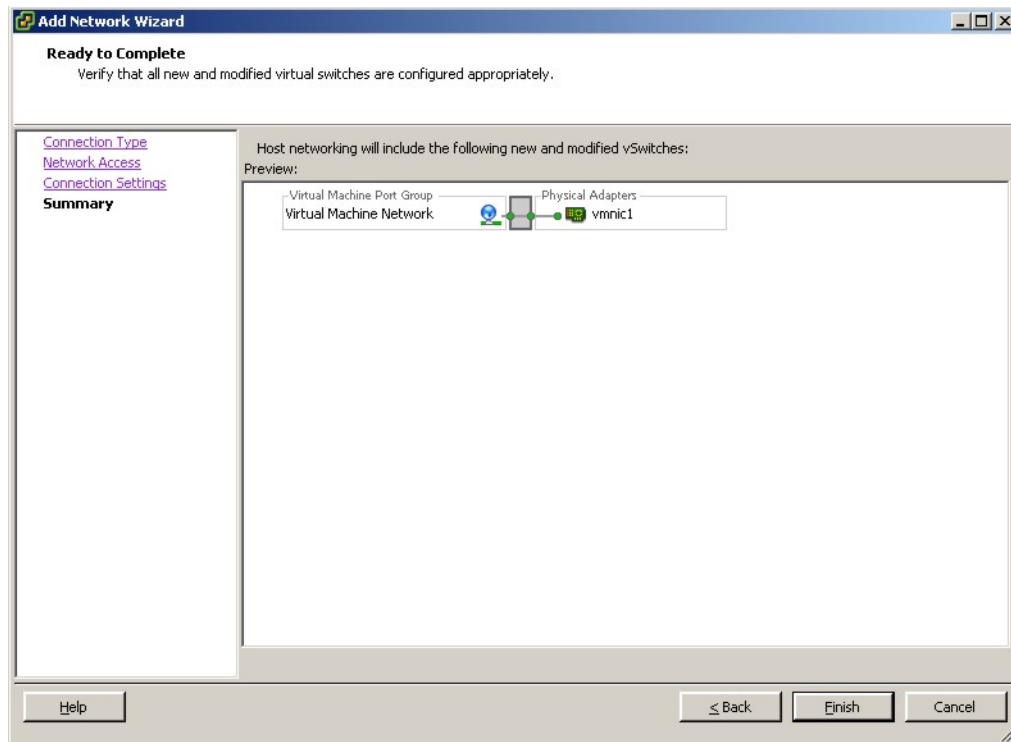 Add Network Wizard
Ready to Complete
Verify that all new and modified virtual switches are configured appropriately.
Connection Type
Network Access
Connection Settings
Summary
Host networking will include the following new and modified vSwitches:
Preview:
Virtual Machine Port Group
Physical Adapters
Virtual Machine Network
vmnic1
Help
< Back
Finish
Cancel